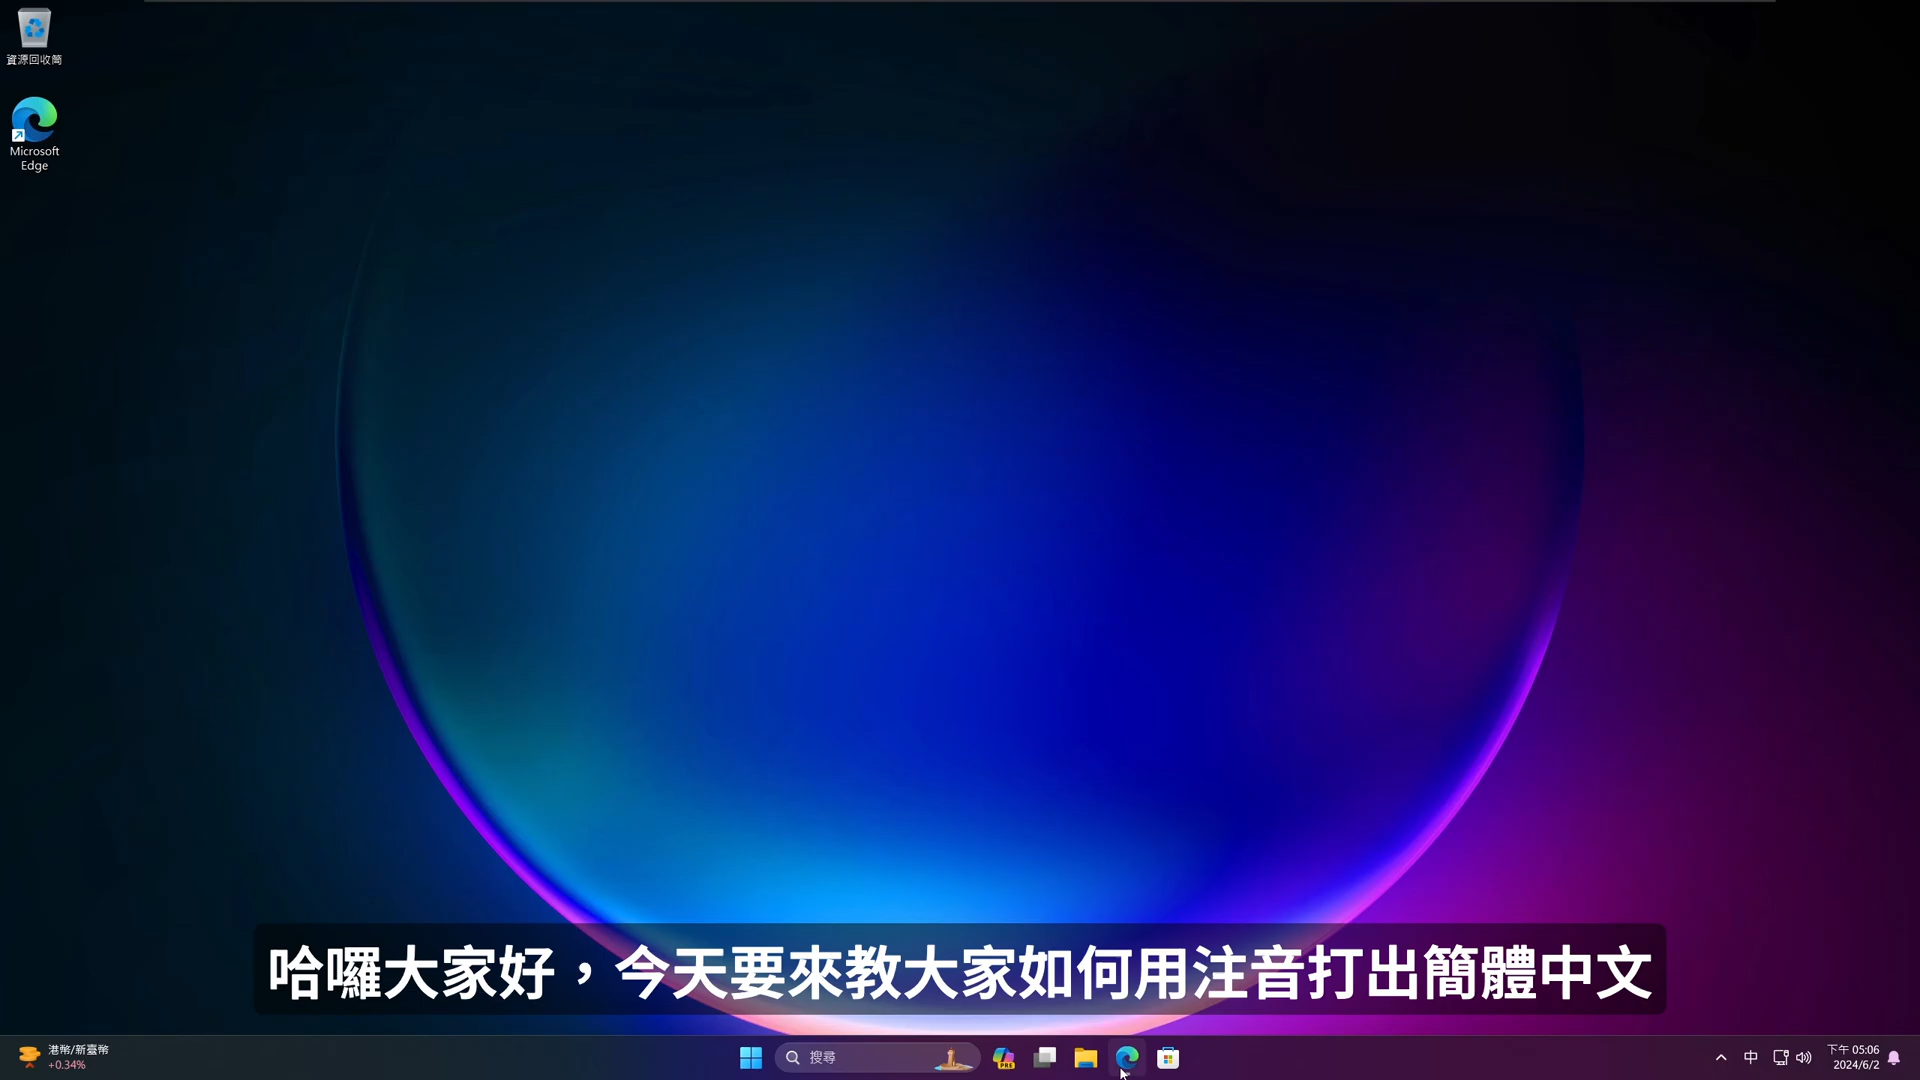 資源回收筒
Microsoft
Edge
哈囉大家好，今天要來教大家如何用注音打出簡體中文
港幣/新臺幣
+0.34%
搜尋
PRE
中
下午 05:06
2024/6/2